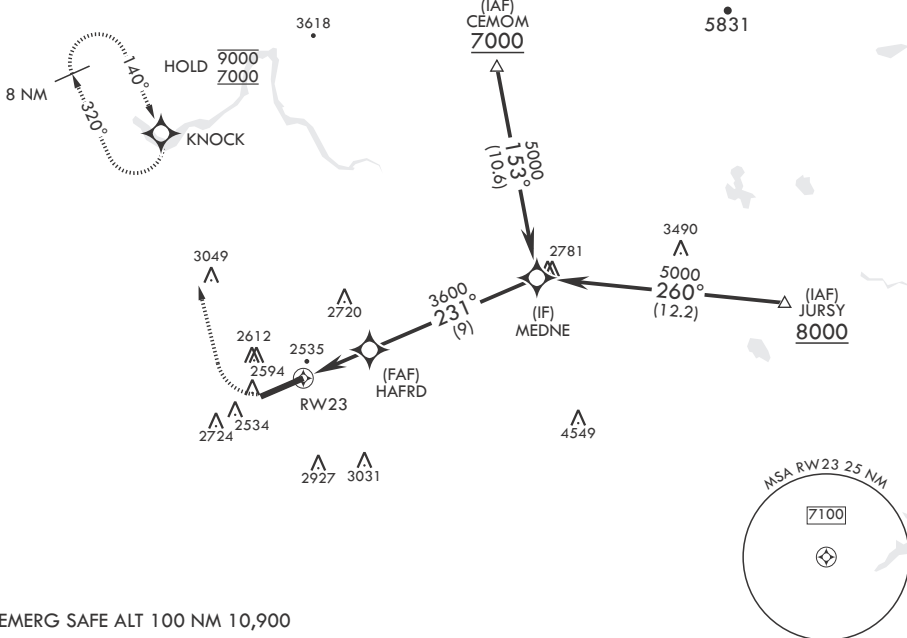 (IAF)
CEMOM
7000
5831
3618
HOLD 9000
7000
8 NM
140°
320°
KNOCK
5000
153°
(10.6)
3490
5000
260°
(12.2)
(IAF)
JURSY
8000
2781
(IF)
MEDNE
3049
3600
231°
(9)
2720
2612
2594
2535
(FAF)
HAFRD
RW23
2534
2724
4549
2927
3031
MSA RW23 25 NM
7100
EMERG SAFE ALT 100 NM 10,900